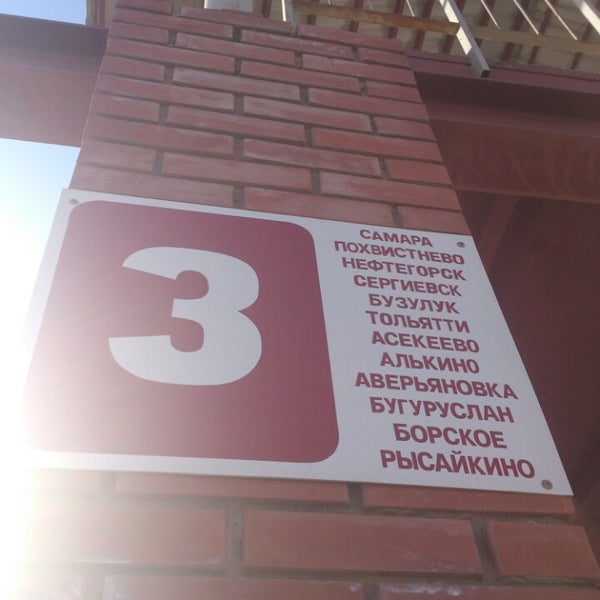 3
САМАРА
ПОХВИСТНЕВО
НЕФТЕГОРСК
СЕРГИЕВСК
БУЗУЛУК
ТОЛЬЯТТИ
АСЕКЕЕВО
АЛЬКИНО
АВЕРЬЯНОВКА
БУГУРУСЛАН
БОРСКОЕ
РЫСАЙКИНО